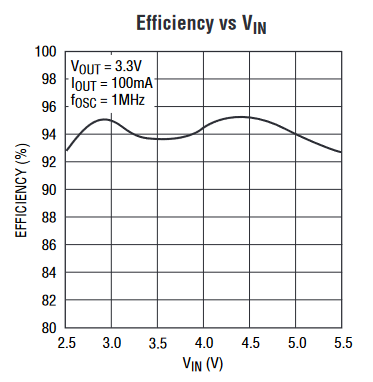 Efficiency vs VIN
VOUT = 3.3V
IOUT = 100mA
fOSC = 1MHz
EFFICIENCY (%)
100
98
96
94
92
90
88
86
84
82
80
2.5 3.0 3.5 4.0 4.5 5.0 5.5
VIN (V)